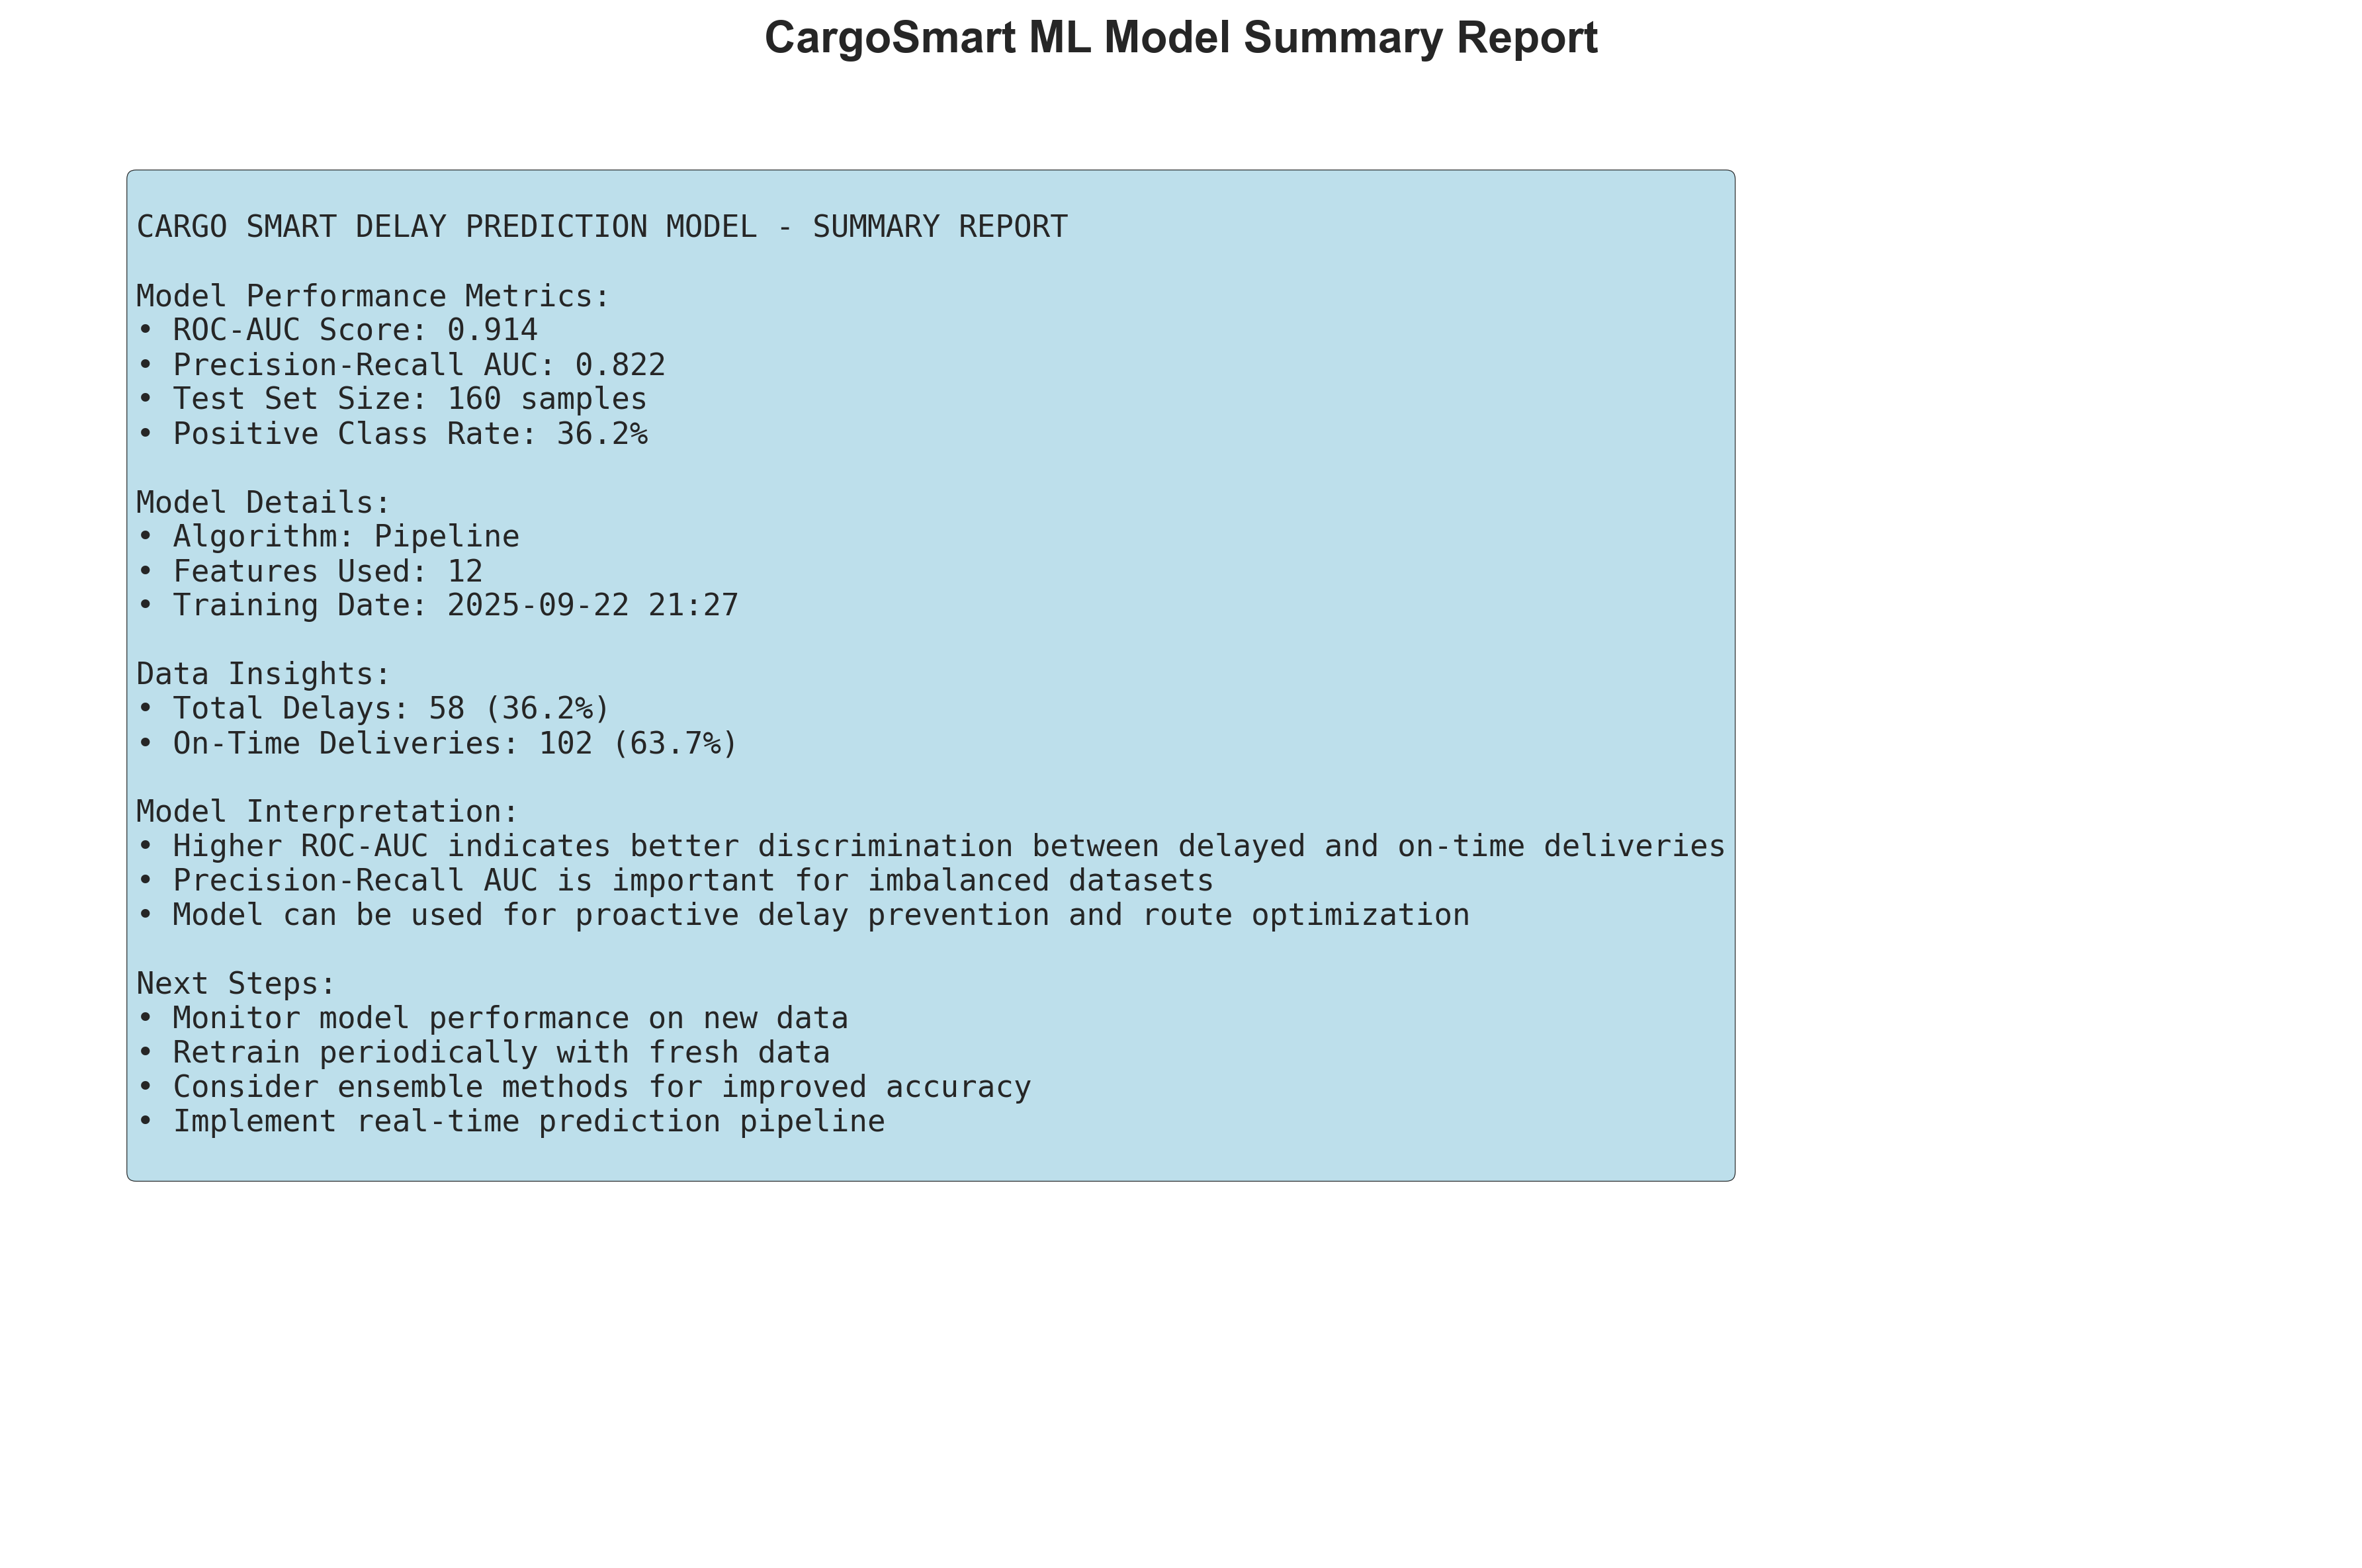 CargoSmart ML Model Summary Report
CARGO SMART DELAY PREDICTION MODEL - SUMMARY REPORT
Model Performance Metrics:
• ROC-AUC Score: 0.914
• Precision-Recall AUC: 0.822
• Test Set Size: 160 samples
• Positive Class Rate: 36.2%
Model Details:
• Algorithm: Pipeline
• Features Used: 12
• Training Date: 2025-09-22 21:27
Data Insights:
• Total Delays: 58 (36.2%)
• On-Time Deliveries: 102 (63.7%)
Model Interpretation:
• Higher ROC-AUC indicates better discrimination between delayed and on-time deliveries
• Precision-Recall AUC is important for imbalanced datasets
• Model can be used for proactive delay prevention and route optimization
Next Steps:
• Monitor model performance on new data
• Retrain periodically with fresh data
• Consider ensemble methods for improved accuracy
• Implement real-time prediction pipeline